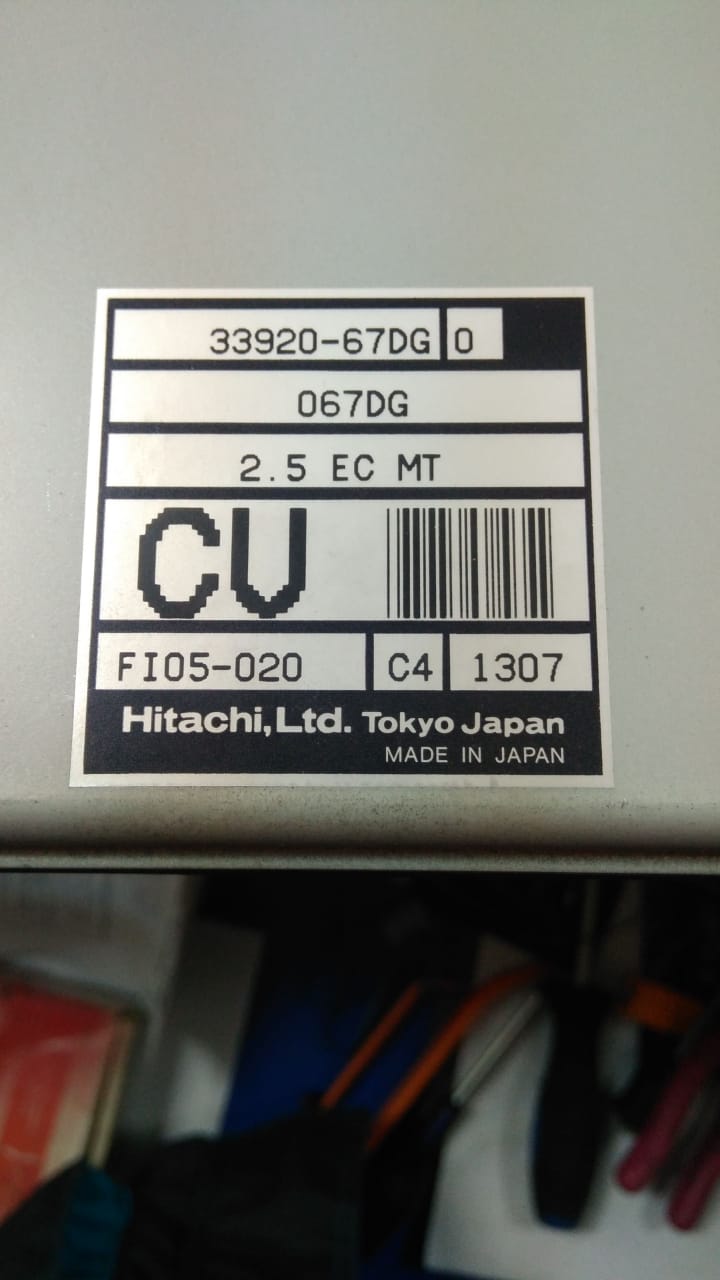 33920-67DG 0
067DG
2.5 EC MT
CV
FI05-020 C4 1307
Hitachi,Ltd. Tokyo Japan
MADE IN JAPAN